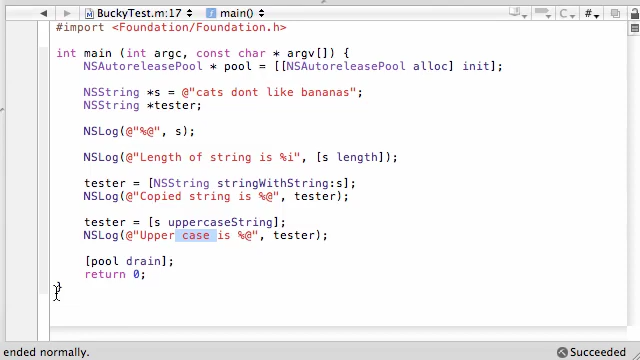 BuckyTest.m:17 main() C #
#import <Foundation/Foundation.h>
int main (int argc, const char * argv[]) {
NSAutoreleasePool * pool = [[NSAutoreleasePool alloc] init];
NSString *s = @"cats dont like bananas";
NSString *tester;
NSLog(@"%@", s);
NSLog(@"Length of string is %i", [s length]);
tester = [NSString stringWithString:s];
NSLog(@"Copied string is %@", tester);
tester = [s uppercaseString];
NSLog(@"Upper case is %@", tester);
[pool drain];
return 0;
}
ended normally. Succeeded